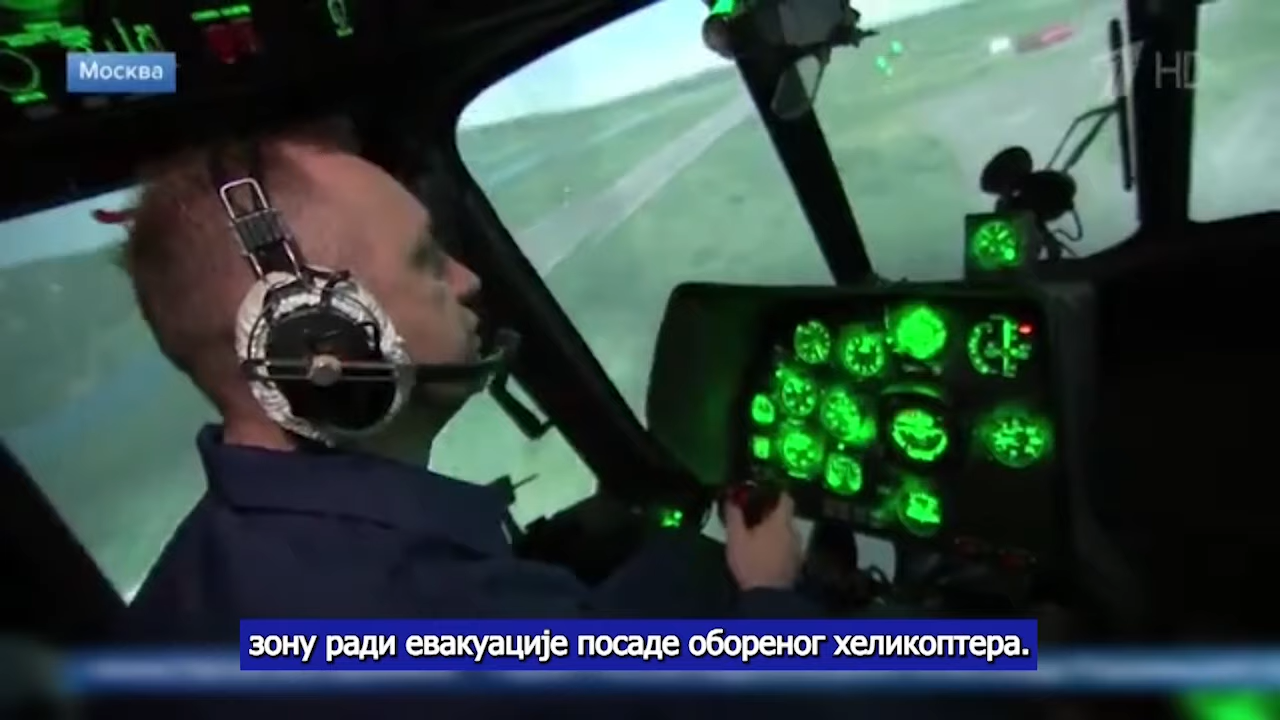 Москва
HD
зону ради евакуације посаде обореног хеликоптера.